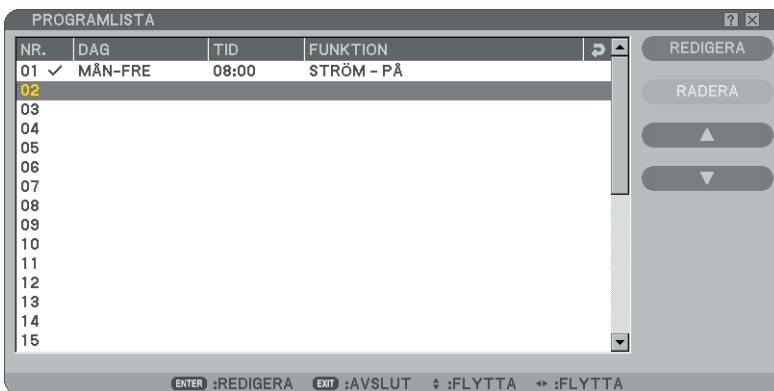 PROGRAMLISTA
NR. DAG TID FUNKTION
REDIGERA
01 ✓ MÅN-FRE 08:00 STRÖM – PÅ
02
RADERA
03
04
05
06
07
08
09
10
11
12
13
14
15
ENTER :REDIGERA EXIT :AVSLUT :FLYTTA :FLYTTA